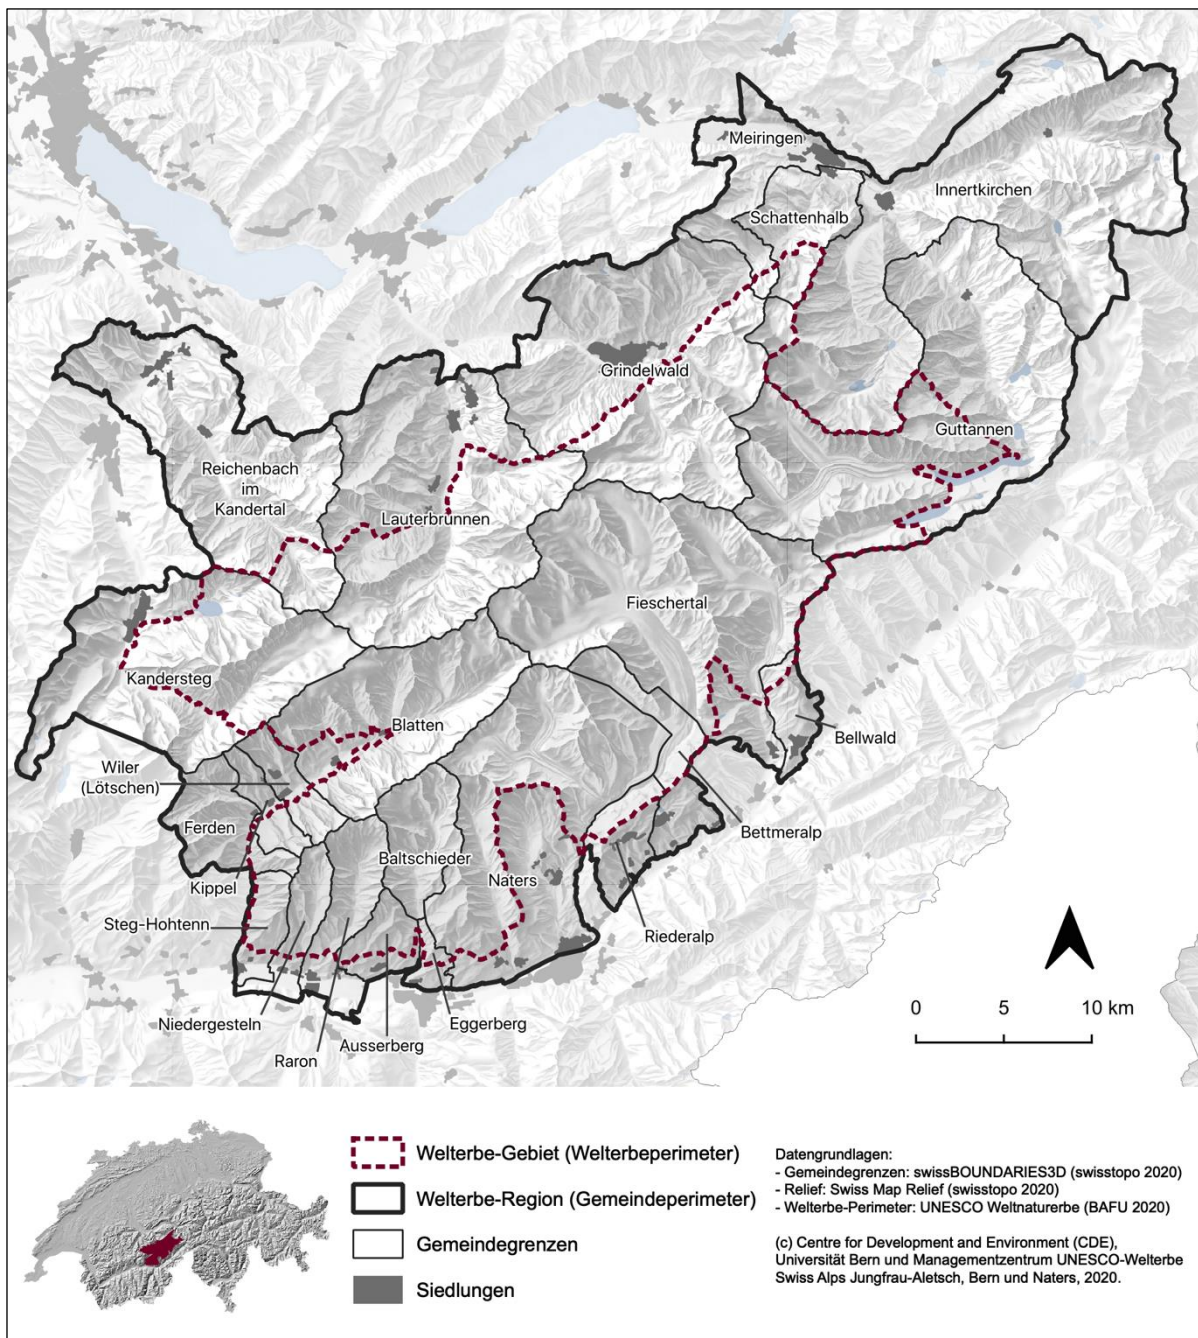 Meiringen
Innertkirchen
Schattenhalb
Grindelwald
Guttannen
Reichenbach
im
Kandertal
Lauterbrunnen
Fieschertal
Kandersteg
Blatten
Bellwald
Wiler
(Lötschen)
Ferden
Bettmeralp
Baltschieder
Naters
Kippel
Steg-Hohtenn
Riederalp
Niedergesteln
Eggerberg
Ausserberg
Raron
0 5 10 km
Welterbe-Gebiet (Welterbeperimeter)
Welterbe-Region (Gemeindeperimeter)
Gemeindegrenzen
Siedlungen
Datengrundlagen:
- Gemeindegrenzen: swissBOUNDARIES3D (swisstopo 2020)
- Relief: Swiss Map Relief (swisstopo 2020)
- Welterbe-Perimeter: UNESCO Weltnaturerbe (BAFU 2020)
(c) Centre for Development and Environment (CDE),
Universität Bern und Managementzentrum UNESCO-Welterbe
Swiss Alps Jungfrau-Aletsch, Bern und Naters, 2020.